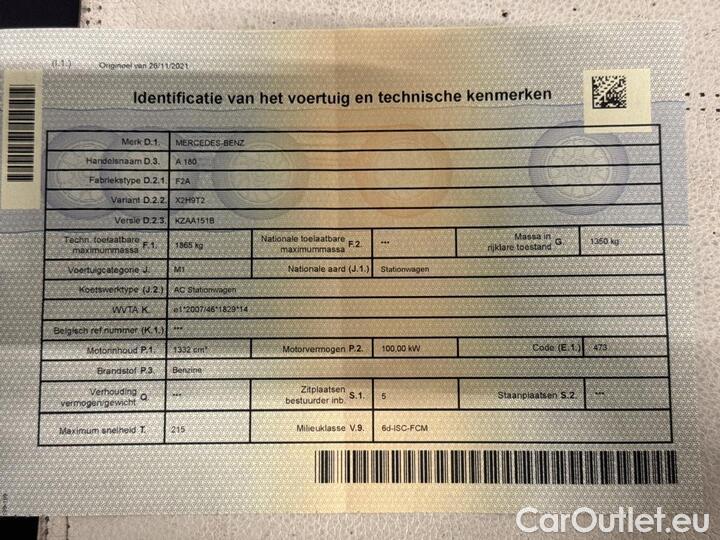 (I.1.) Origineel van 26/11/2021
Identificatie van het voertuig en technische kenmerken
Merk D.1. MERCEDES-BENZ
Handelsnaam D.3. A 180
Fabriekstype D.2.1. F2A
Variant D.2.2. X2H9T2
Versie D.2.3. KZAA151B
Techn. toelaatbare maximummassa F.1. 1865 kg Nationale toelaatbare maximummassa F.2. *** Massa in rijklare toestand G. 1350 kg
Voertuigcategorie J. M1 Nationale aard (J.1.) Stationwagen
Koetswerktype (J.2.) AC Stationwagen
WVTA K. e1*2007/46*1829*14
Belgisch ref.nummer (K.1.) ***
Motorinhoud P.1. 1332 cm³ Motorvermogen P.2. 100,00 kW Code (E.1.) 473
Brandstof P.3. Benzine
Verhouding vermogen/gewicht Q. *** Zitplaatsen bestuurder inb. S.1. 5 Staanplaatsen S.2. ***
Maximum snelheid T. 215 Milieuklasse V.9. 6d-ISC-FCM
CarOutlet.eu